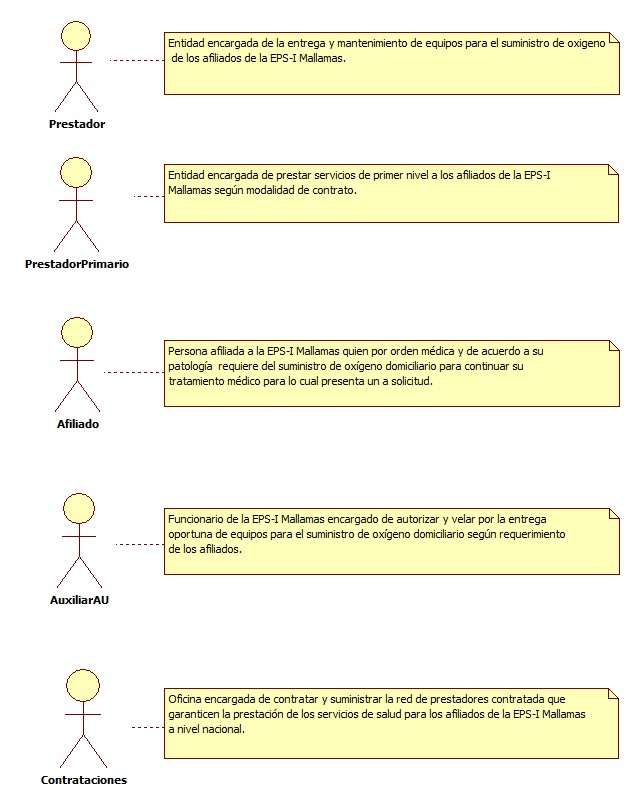 Entidad encargada de la entrega y mantenimiento de equipos para el suministro de oxigeno
de los afiliados de la EPS-I Mallamas.
Prestador
Entidad encargada de prestar servicios de primer nivel a los afiliados de la EPS-I
Mallamas según modalidad de contrato.
PrestadorPrimario
Persona afiliada a la EPS-I Mallamas quien por orden médica y de acuerdo a su
patología requiere del suministro de oxígeno domiciliario para continuar su
tratamiento médico para lo cual presenta un a solicitud.
Afiliado
Funcionario de la EPS-I Mallamas encargado de autorizar y velar por la entrega
oportuna de equipos para el suministro de oxígeno domiciliario según requerimiento
de los afiliados.
AuxiliarAU
Oficina encargada de contratar y suministrar la red de prestadores contratada que
garanticen la prestación de los servicios de salud para los afiliados de la EPS-I Mallamas
a nivel nacional.
Contrataciones